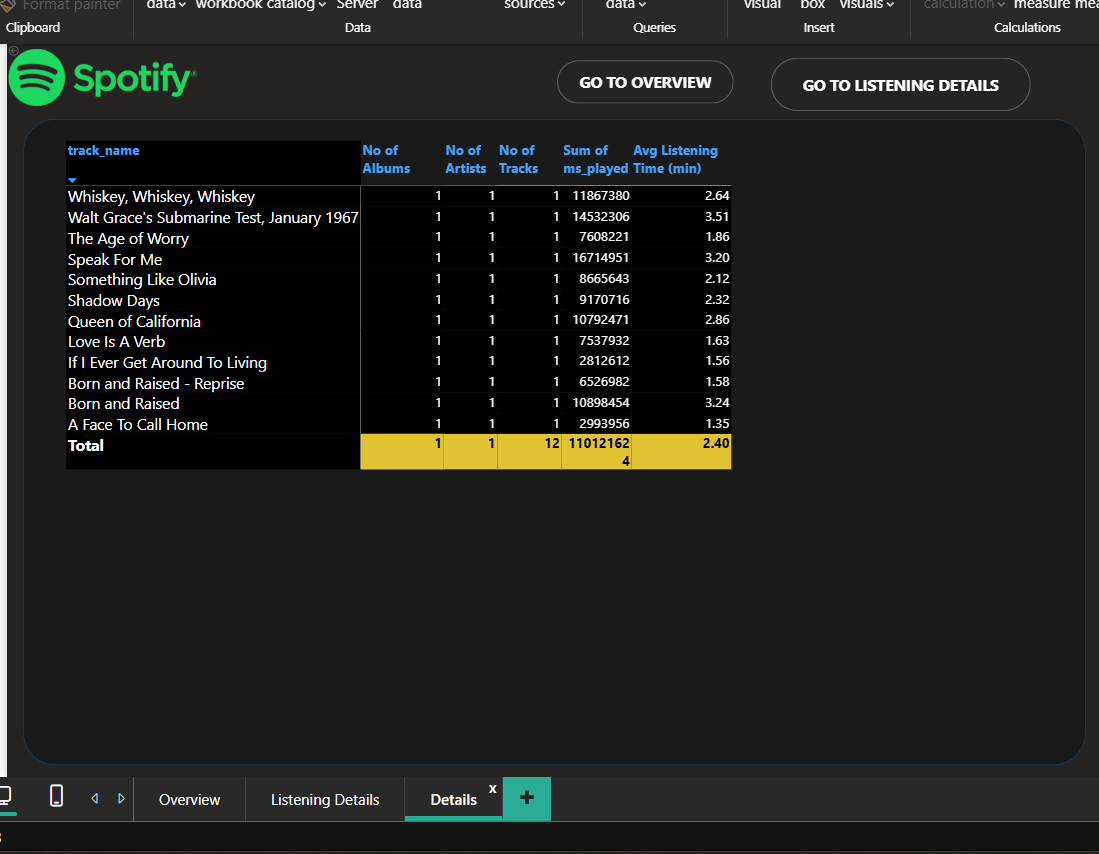 Format painter
data workbook catalog Server data
sources
data
visual box visuals
calculation measure mea
Clipboard
Data
Queries
Insert
Calculations
Spotify
GO TO OVERVIEW
GO TO LISTENING DETAILS
track_name No of Albums No of Artists No of Tracks Sum of ms_played Avg Listening Time (min)
Whiskey, Whiskey, Whiskey 1 1 1 11867380 2.64
Walt Grace's Submarine Test, January 1967 1 1 1 14532306 3.51
The Age of Worry 1 1 1 7608221 1.86
Speak For Me 1 1 1 16714951 3.20
Something Like Olivia 1 1 1 8665643 2.12
Shadow Days 1 1 1 9170716 2.32
Queen of California 1 1 1 10792471 2.86
Love Is A Verb 1 1 1 7537932 1.63
If I Ever Get Around To Living 1 1 1 2812612 1.56
Born and Raised - Reprise 1 1 1 6526982 1.58
Born and Raised 1 1 1 10898454 3.24
A Face To Call Home 1 1 1 2993956 1.35
Total 1 1 12 11012162 2.40
4
Overview
Listening Details
Details x
+